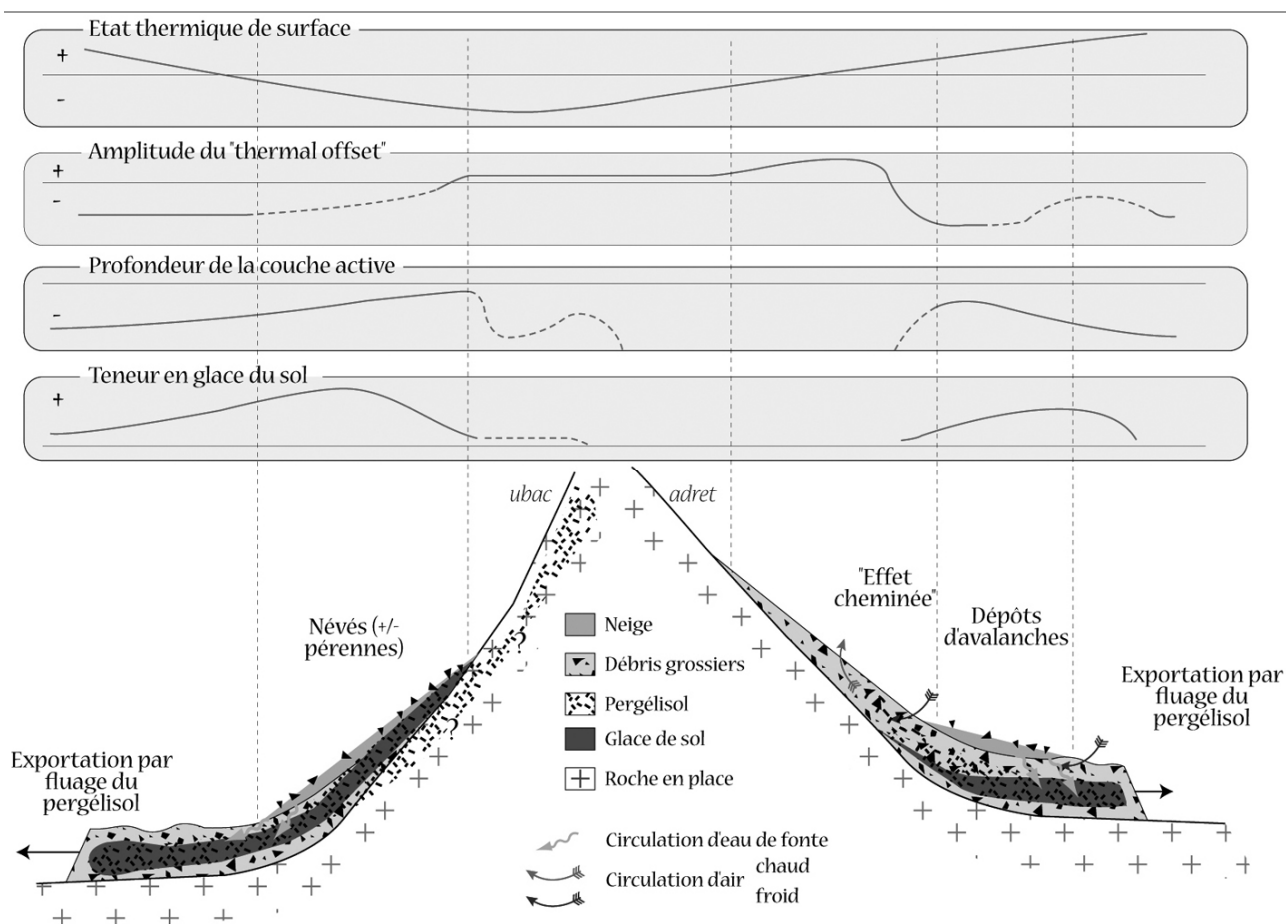 Etat thermique de surface
+
-
Amplitude du "thermal offset"
+
-
Profondeur de la couche active
-
Teneur en glace du sol
+
ubac
adret
Névés (+/-
pérennes)
"Effet
cheminée"
Dépôts
d'avalanches
Exportation par
fluage du
pergélisol
Exportation par
fluage du
pergélisol
?
?
Neige
Débris grossiers
Pergélisol
Glace de sol
Roche en place
Circulation d'eau de fonte
Circulation d'air
chaud
froid